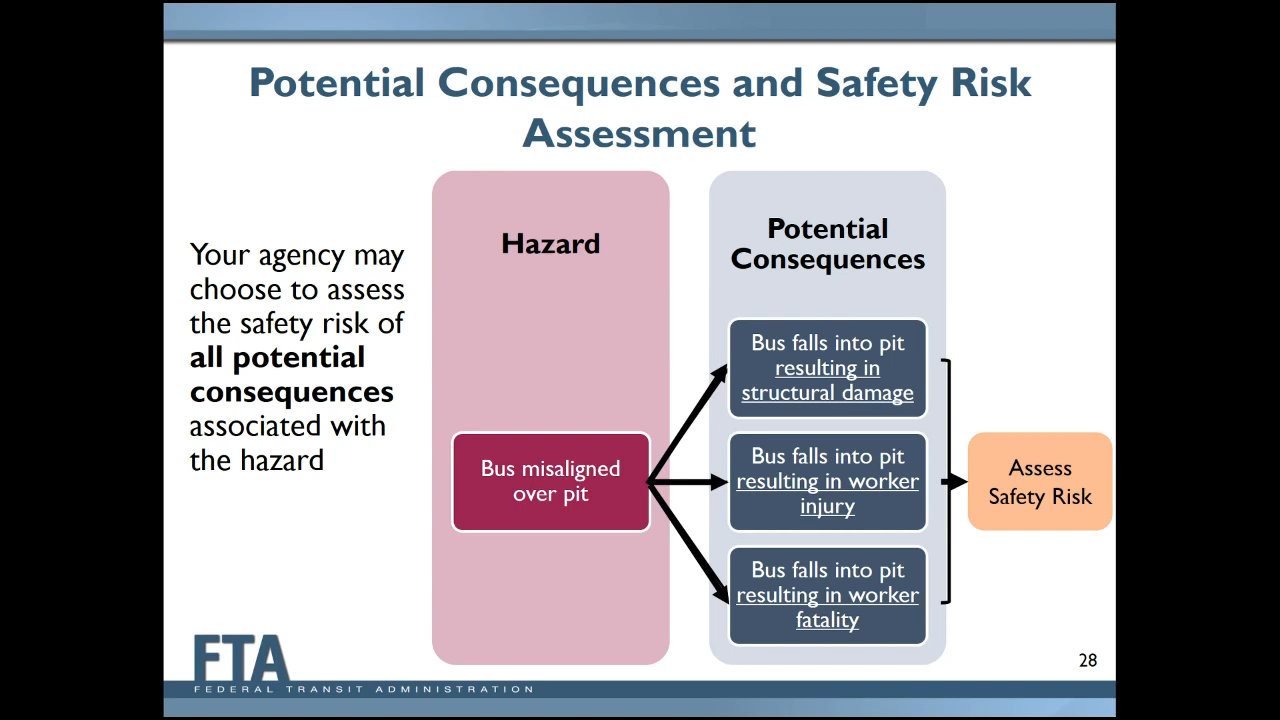 Potential Consequences and Safety Risk
Assessment
Your agency may
choose to assess
the safety risk of
all potential
consequences
associated with
the hazard
Hazard
Bus misaligned
over pit
Potential
Consequences
Bus falls into pit
resulting in
structural damage
Bus falls into pit
resulting in worker
injury
Bus falls into pit
resulting in worker
fatality
Assess
Safety Risk
28
FTA
FEDERAL TRANSIT ADMINISTRATION